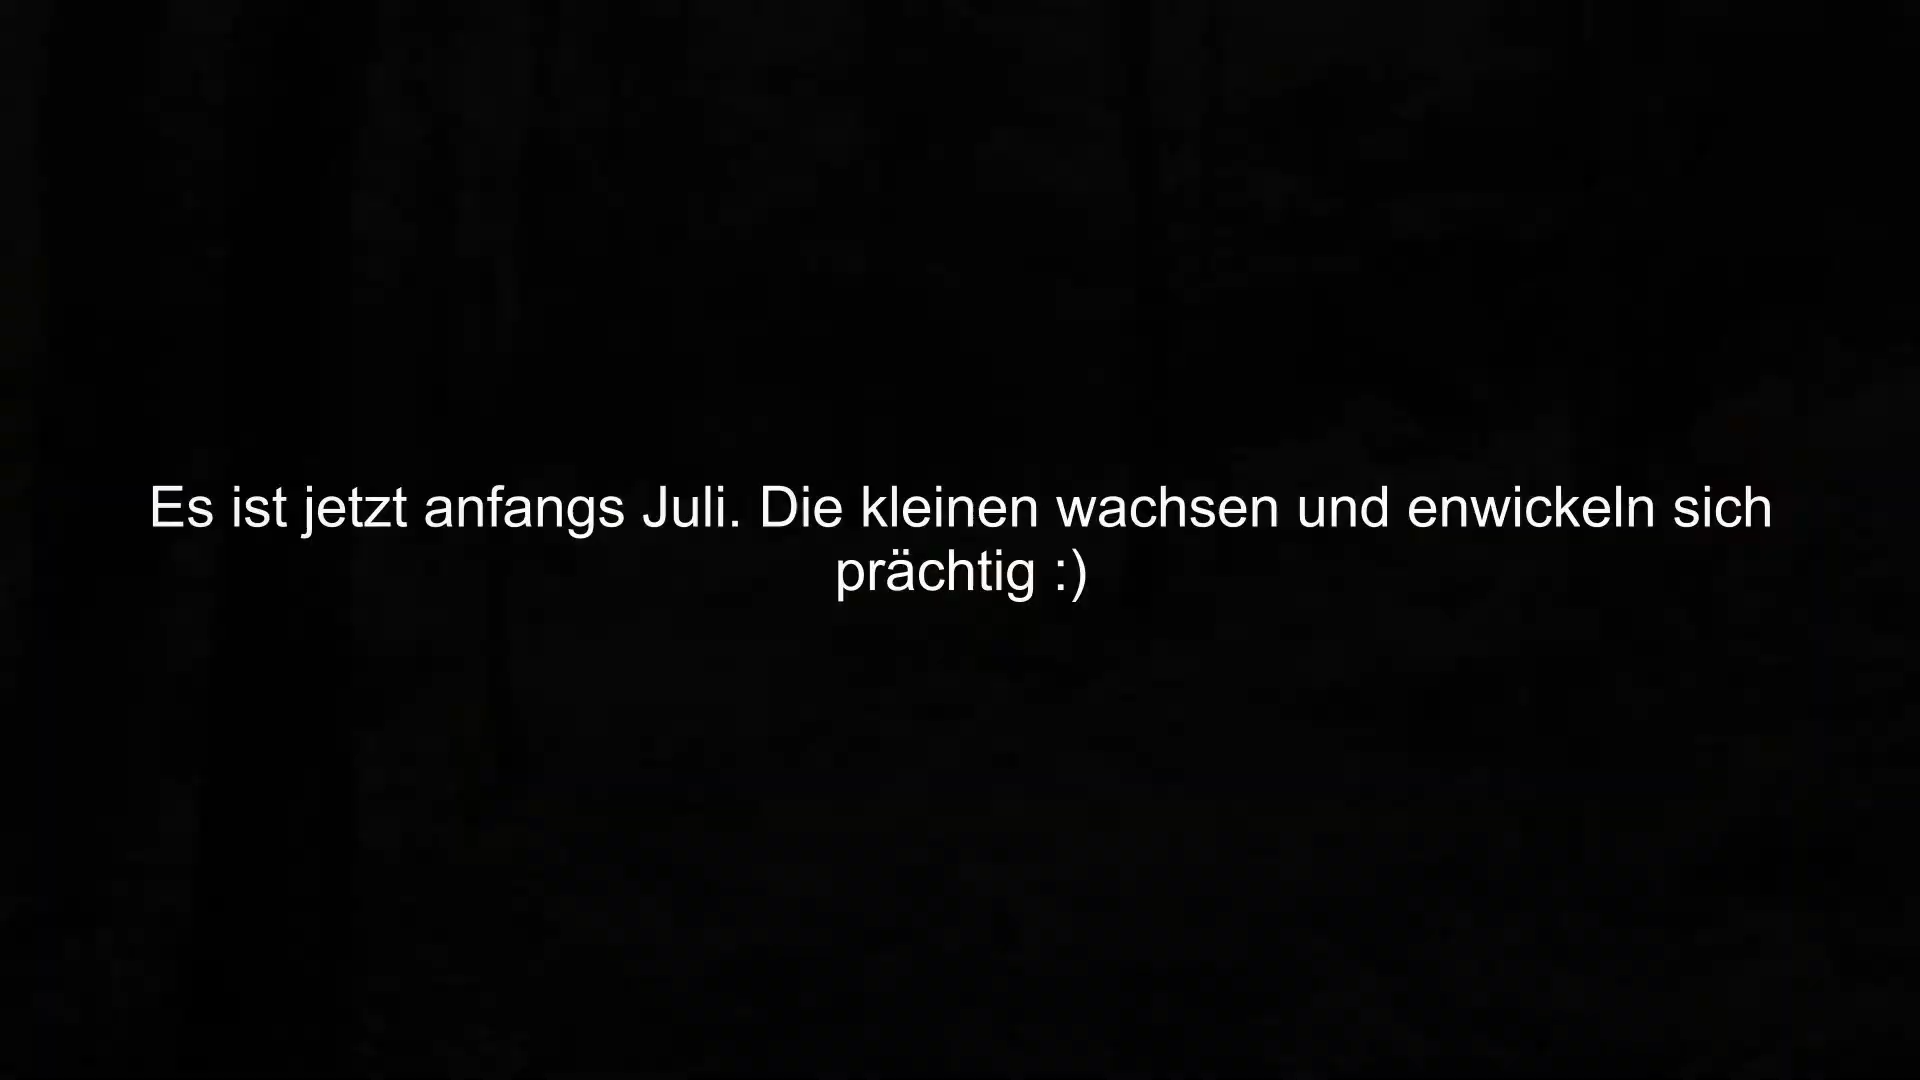 Es ist jetzt anfangs Juli. Die kleinen wachsen und enwickeln sich
prächtig :)